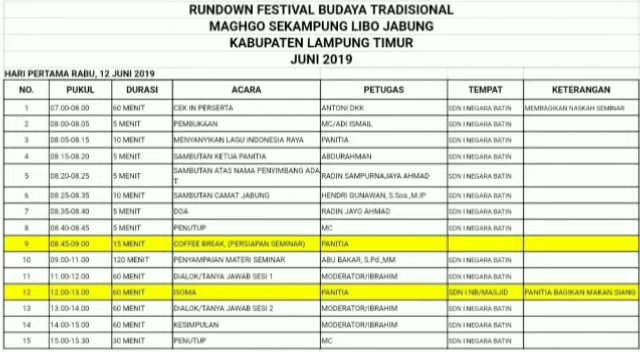 RUNDOWN FESTIVAL BUDAYA TRADISIONAL
MAGHGO SEKAMPUNG LIBO JABUNG
KABUPATEN LAMPUNG TIMUR
JUNI 2019
HARI PERTAMA RABU, 12 JUNI 2019
NO. PUKUL DURASI ACARA PETUGAS TEMPAT KETERANGAN
1 07.00-08.00 60 MENIT CEK IN PERSERTA ANTONI DKK SDN I NEGARA BATIN MEMBAGIKAN NASKAH SEMINAR
2 08.00-08.05 5 MENIT PEMBUKAAN MC/ADI ISMAIL SDN I NEGARA BATIN
3 08.05-08.15 10 MENIT MENYANYIKAN LAGU INDONESIA RAYA PANITIA SDN I NEGARA BATIN
4 08.15-08.20 5 MENIT SAMBUTAN KETUA PANITIA ABDURAHMAN SDN I NEGARA BATIN
5 08.20-08.25 5 MENIT SAMBUTAN ATAS NAMA PENYIMBANG ADA
T RADIN SAMPURNAJAYA AHMAD SDN I NEGARA BATIN
6 08.25-08.35 10 MENIT SAMBUTAN CAMAT JABUNG HENDRI GUNAWAN, S.Sos.,M.IP SDN I NEGARA BATIN
7 08.35-08.40 5 MENIT DOA RADIN JAYO AHMAD SDN I NEGARA BATIN
8 08.40-08.45 5 MENIT PENUTUP MC SDN I NEGARA BATIN
9 08.45-09.00 15 MENIT COFFEE BREAK, (PERSIAPAN SEMINAR) PANITIA
10 09.00-11.00 120 MENIT PENYAMPAIAN MATERI SEMINAR ABU BAKAR, S.Pd.,MM SDN I NEGARA BATIN
11 11.00-12.00 60 MENIT DIALOK/TANYA JAWAB SESI 1 MODERATOR/IBRAHIM SDN I NEGARA BATIN
12 12.00-13.00 60 MENIT ISOMA PANITIA SDN I NB/MASJID PANITIA BAGIKAN MAKAN SIANG
13 13.00-14.00 60 MENIT DIALOK/TANYA JAWAB SESI 2 MODERATOR/IBRAHIM SDN I NEGARA BATIN
14 14.00-15.00 60 MENIT KESIMPULAN MODERATOR/IBRAHIM SDN I NEGARA BATIN
15 15.00-15.30 30 MENIT PENUTUP MC SDN I NEGARA BATIN